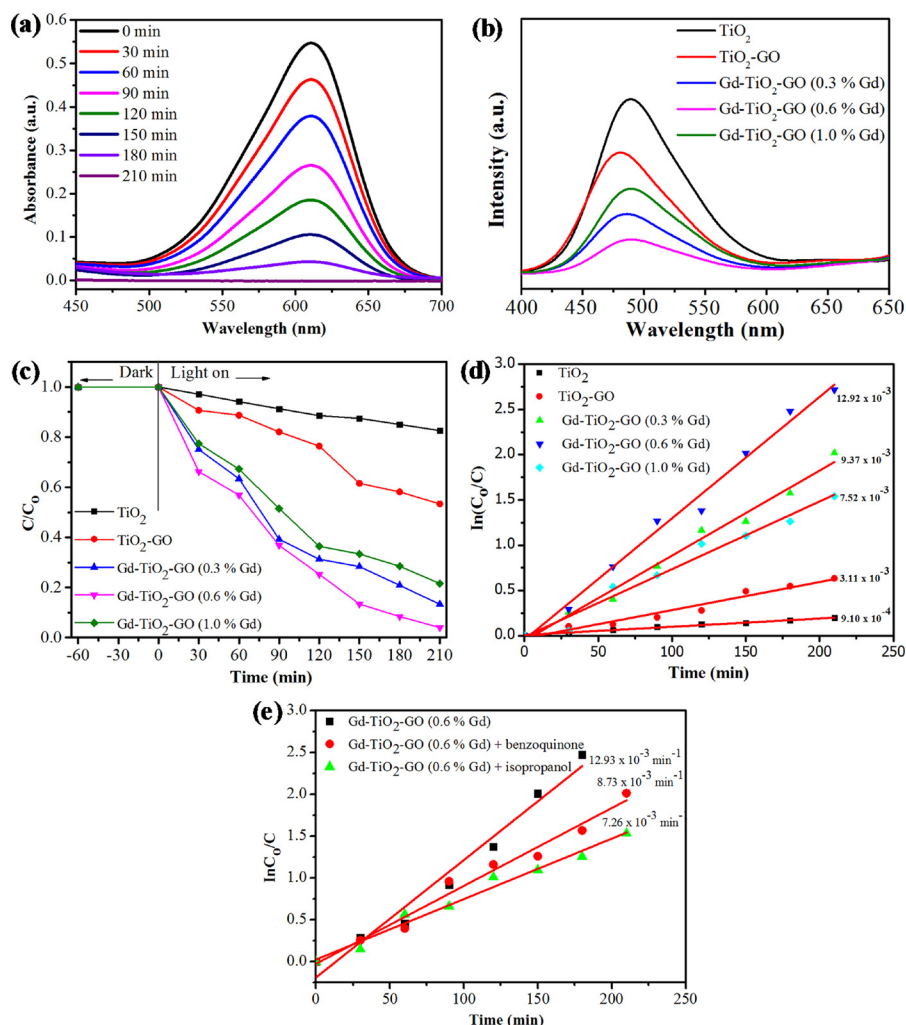 (a)
0 min
30 min
60 min
90 min
120 min
150 min
180 min
210 min
Absorbance (a.u.)
0.6
0.5
0.4
0.3
0.2
0.1
0.0
450 500 550 600 650 700
Wavelength (nm)
(b)
TiO2
TiO2-GO
Gd-TiO2-GO (0.3 % Gd)
Gd-TiO2-GO (0.6 % Gd)
Gd-TiO2-GO (1.0 % Gd)
Intensity (a.u.)
400 450 500 550 600 650
Wavelength (nm)
(c)
Dark Light on
C/CO
1.0
0.8
0.6
0.4
0.2
0.0
TiO2
TiO2-GO
Gd-TiO2-GO (0.3 % Gd)
Gd-TiO2-GO (0.6 % Gd)
Gd-TiO2-GO (1.0 % Gd)
-60 -30 0 30 60 90 120 150 180 210
Time (min)
(d)
TiO2
TiO2-GO
Gd-TiO2-GO (0.3 % Gd)
Gd-TiO2-GO (0.6 % Gd)
Gd-TiO2-GO (1.0 % Gd)
ln(CO/C)
3.0
2.5
2.0
1.5
1.0
0.5
0.0
12.92 x 10-3
9.37 x 10-3
7.52 x 10-3
3.11 x 10-3
9.10 x 10-4
0 50 100 150 200 250
Time (min)
(e)
Gd-TiO2-GO (0.6 % Gd)
Gd-TiO2-GO (0.6 % Gd) + benzoquinone
Gd-TiO2-GO (0.6 % Gd) + isopropanol
lnCO/C
3.0
2.5
2.0
1.5
1.0
0.5
0.0
12.93 x 10-3 min-1
8.73 x 10-3 min-1
7.26 x 10-3 min-
0 50 100 150 200 250
Time (min)